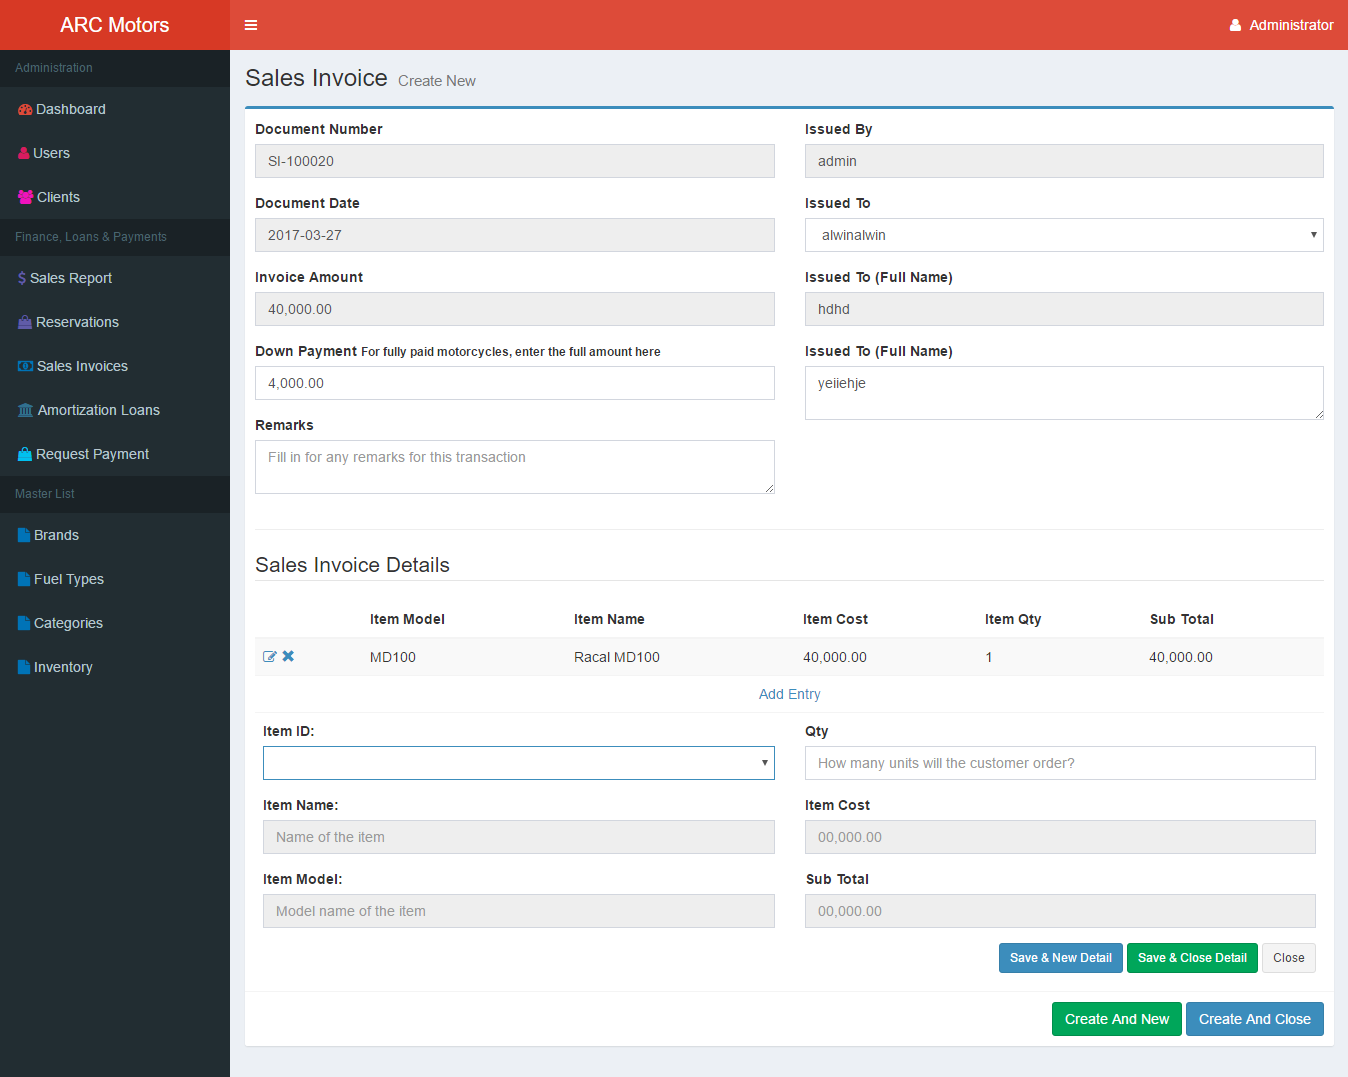 ARC Motors
Administrator
Administration
Dashboard
Users
Clients
Finance, Loans & Payments
Sales Report
Reservations
Sales Invoices
Amortization Loans
Request Payment
Master List
Brands
Fuel Types
Categories
Inventory
Sales Invoice Create New
Document Number
SI-100020
Document Date
2017-03-27
Invoice Amount
40,000.00
Down Payment For fully paid motorcycles, enter the full amount here
4,000.00
Remarks
Fill in for any remarks for this transaction
Issued By
admin
Issued To
alwinalwin
Issued To (Full Name)
hdhd
Issued To (Full Name)
yeiiehje
Sales Invoice Details
Item Model Item Name Item Cost Item Qty Sub Total
MD100 Racal MD100 40,000.00 1 40,000.00
Add Entry
Item ID:
Item Name:
Name of the item
Item Model:
Model name of the item
Qty
How many units will the customer order?
Item Cost
00,000.00
Sub Total
00,000.00
Save & New Detail Save & Close Detail Close
Create And New Create And Close